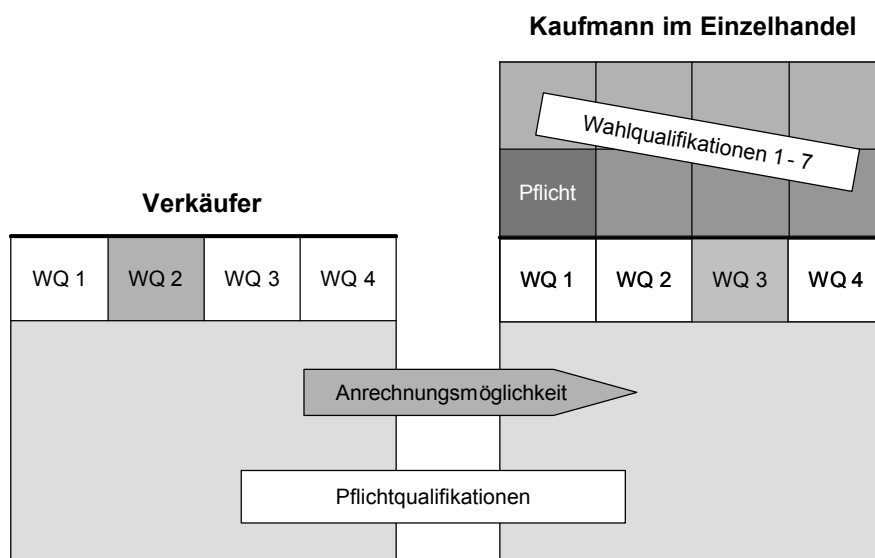 Kaufmann im Einzelhandel
Wahlqualifikationen 1 - 7
Pflicht
Verkäufer
WQ 1 WQ 2 WQ 3 WQ 4
WQ 1 WQ 2 WQ 3 WQ 4
Anrechnungsmöglichkeit
Pflichtqualifikationen